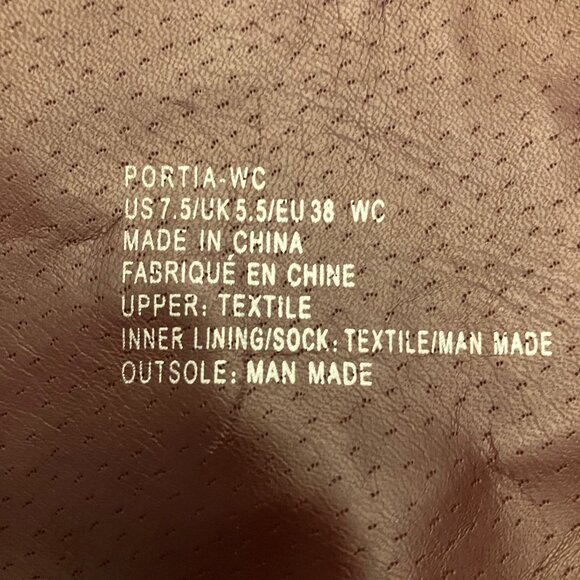 PORTIA-WC
US 7.5/UK 5.5/EU 38 WC
MADE IN CHINA
FABRIQUÉ EN CHINE
UPPER: TEXTILE
INNER LINING/SOCK: TEXTILE/MAN MADE
OUTSOLE: MAN MADE